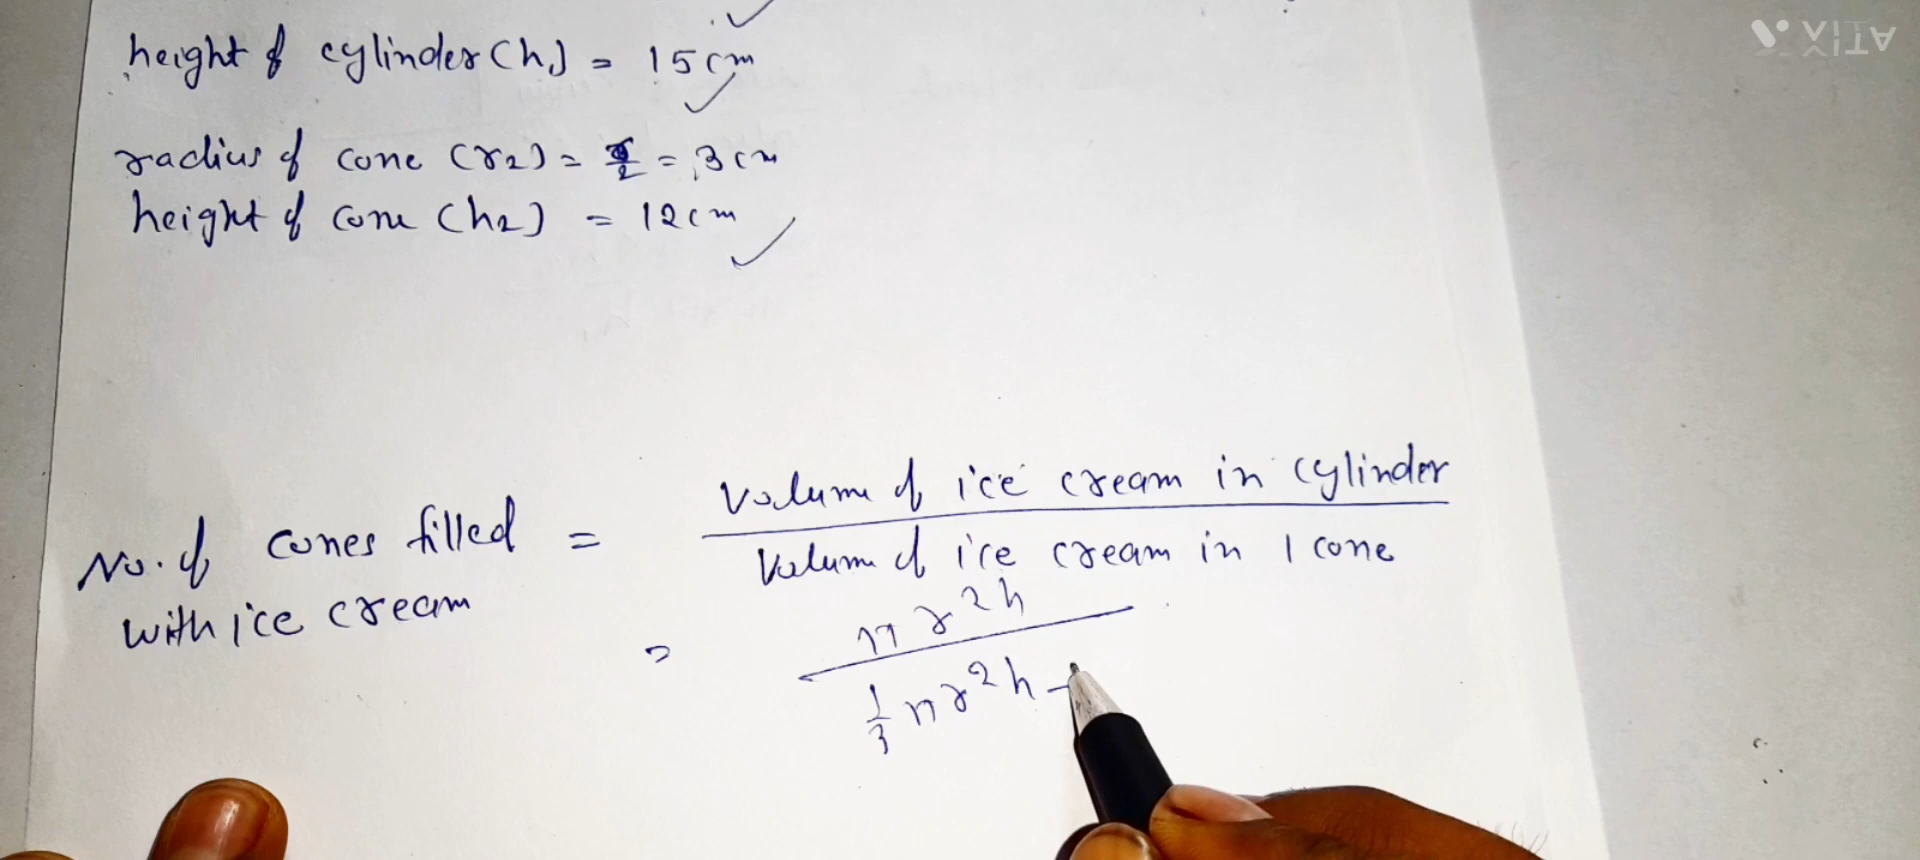 height of cylinder (h) = 15 cm
radius of cone (r2) = 6/2 = 3 cm
height of cone (h2) = 12 cm
No. of cones filled with ice cream = Volume of ice cream in cylinder
Volume of ice cream in 1 cone
= πr²h
1/3 πr²h
VITA